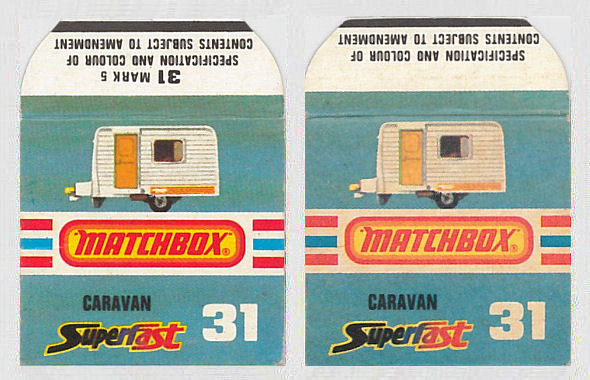 31 MARK 5
SPECIFICATION AND COLOUR OF
CONTENTS SUBJECT TO AMENDMENT
MATCHBOX®
CARAVAN
Superfast
31
SPECIFICATION AND COLOUR OF
CONTENTS SUBJECT TO AMENDMENT
MATCHBOX®
CARAVAN
Superfast
31